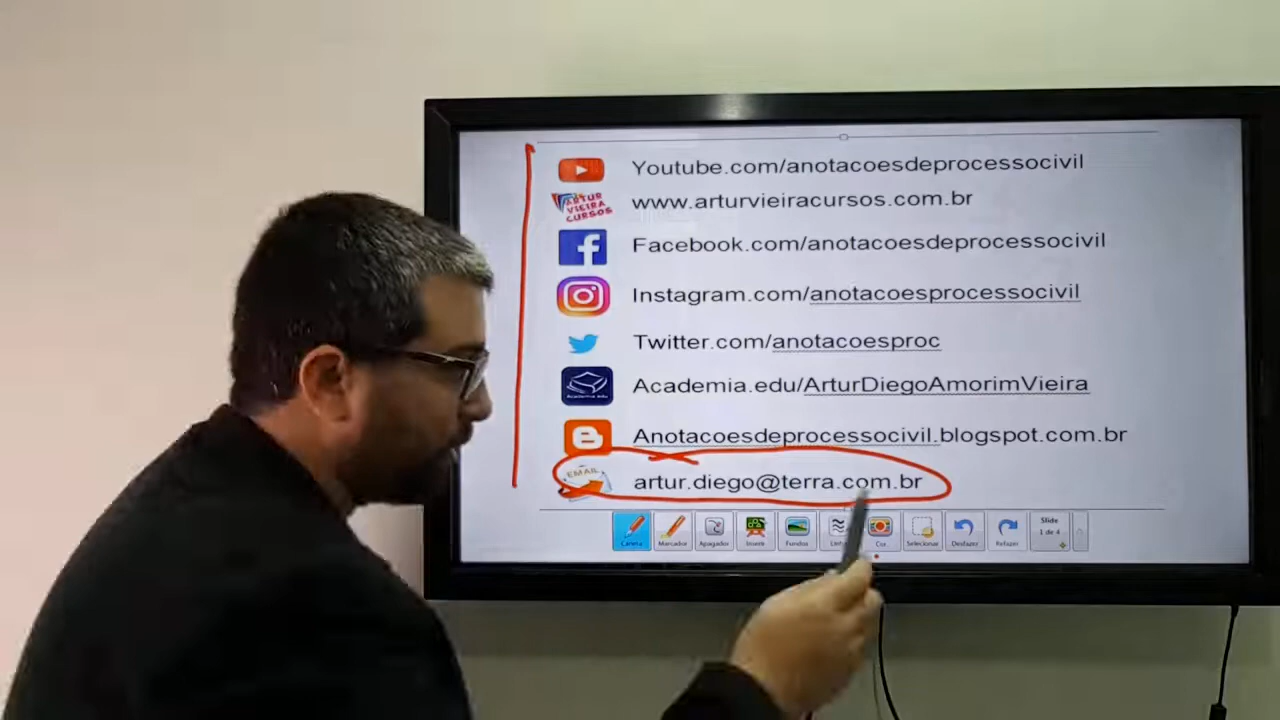 Youtube.com/anotacoesdeprocessocivil
ARTUR VIEIRA CURSOS
www.arturvieiracursos.com.br
Facebook.com/anotacoesdeprocessocivil
Instagram.com/anotacoesprocessocivil
Twitter.com/anotacoesproc
Academia.edu
Academia.edu/ArturDiegoAmorimVieira
Anotacoesdeprocessocivil.blogspot.com.br
EMAIL
artur.diego@terra.com.br
Caneta Marcador Apagador Inserir Fundos Cor Selecionar Desfazer Refazer
Slide
1 de 4